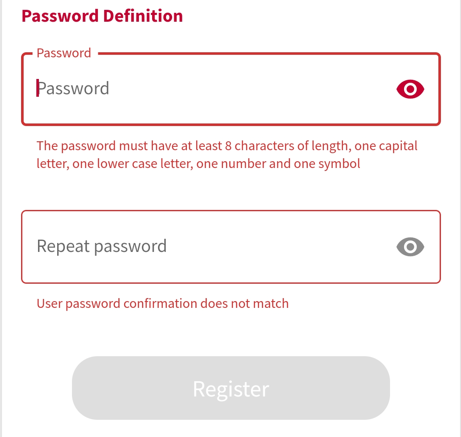 Password Definition
Password
Password
The password must have at least 8 characters of length, one capital
letter, one lower case letter, one number and one symbol
Repeat password
User password confirmation does not match
Register